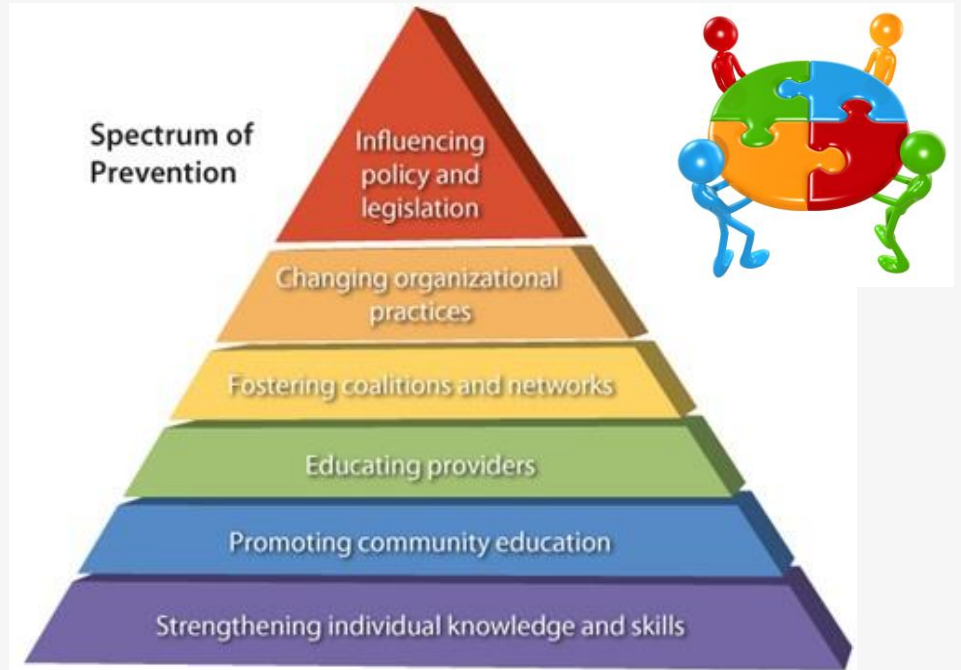 Spectrum of
Prevention
Influencing
policy and
legislation
Changing organizational
practices
Fostering coalitions and networks
Educating providers
Promoting community education
Strengthening individual knowledge and skills